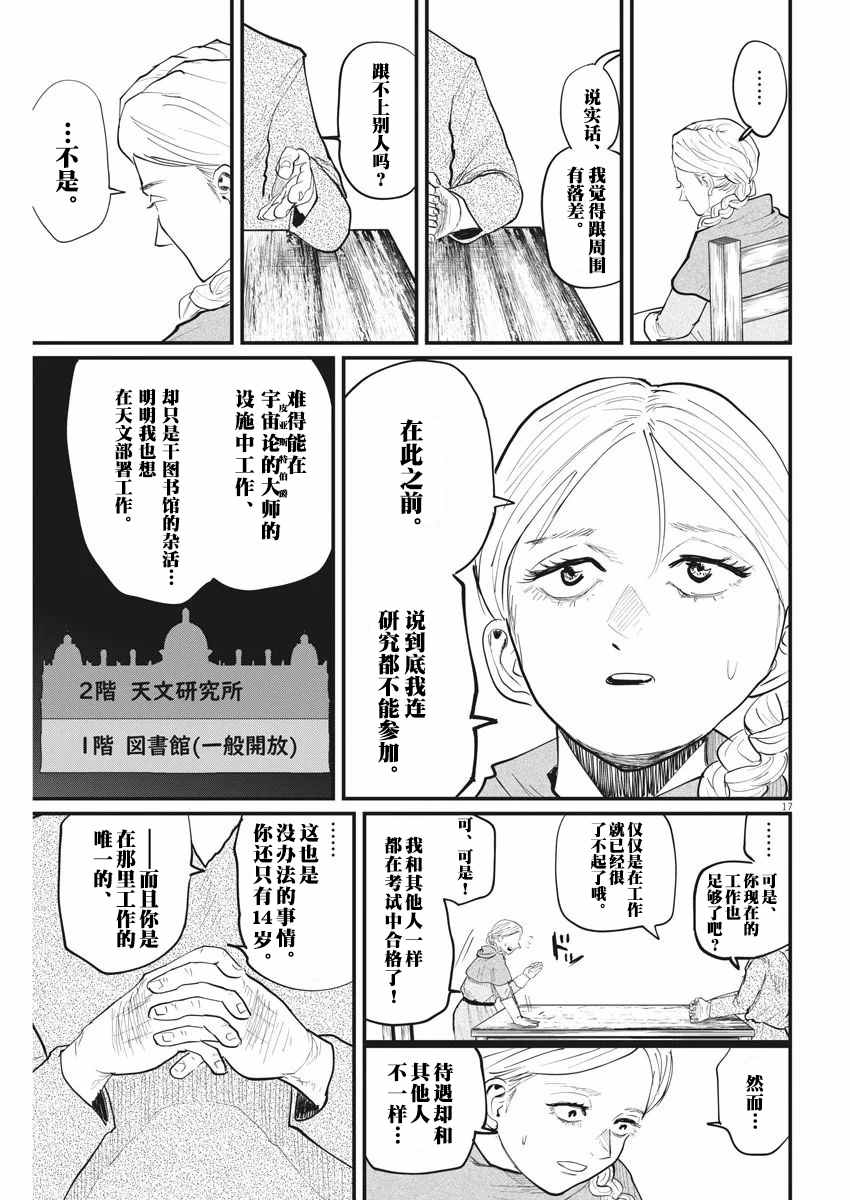 ……
说实话、
我觉得跟周围
有落差。
跟不上别人吗？
…不是。
在此之前。
说到底我连
研究都不能参加。
难得能在
宇宙论的大师的
皮亚斯特伯爵
设施中工作、
却只是干图书馆的杂活…
明明我也想
在天文部署工作。
2階 天文研究所
1階 図書館(一般開放)
17
……
可是、
你现在的
工作也
足够了吧？
仅仅是在工作
就已经很
了不起了哦。
可、可是！
我和其他人一样
都在考试中合格了！
ドッ
然而…
待遇却和
其他人
不一样…
……
这也是
没办法的事情。
你还只有14岁。
——而且你是
在那里工作的
唯一的、